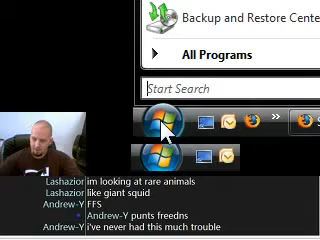 Backup and Restore Cente
All Programs
Start Search
S
Lashazior im looking at rare animals
Lashazior like giant squid
Andrew-Y FFS
• Andrew-Y punts freedns
Andrew-Y i've never had this much trouble